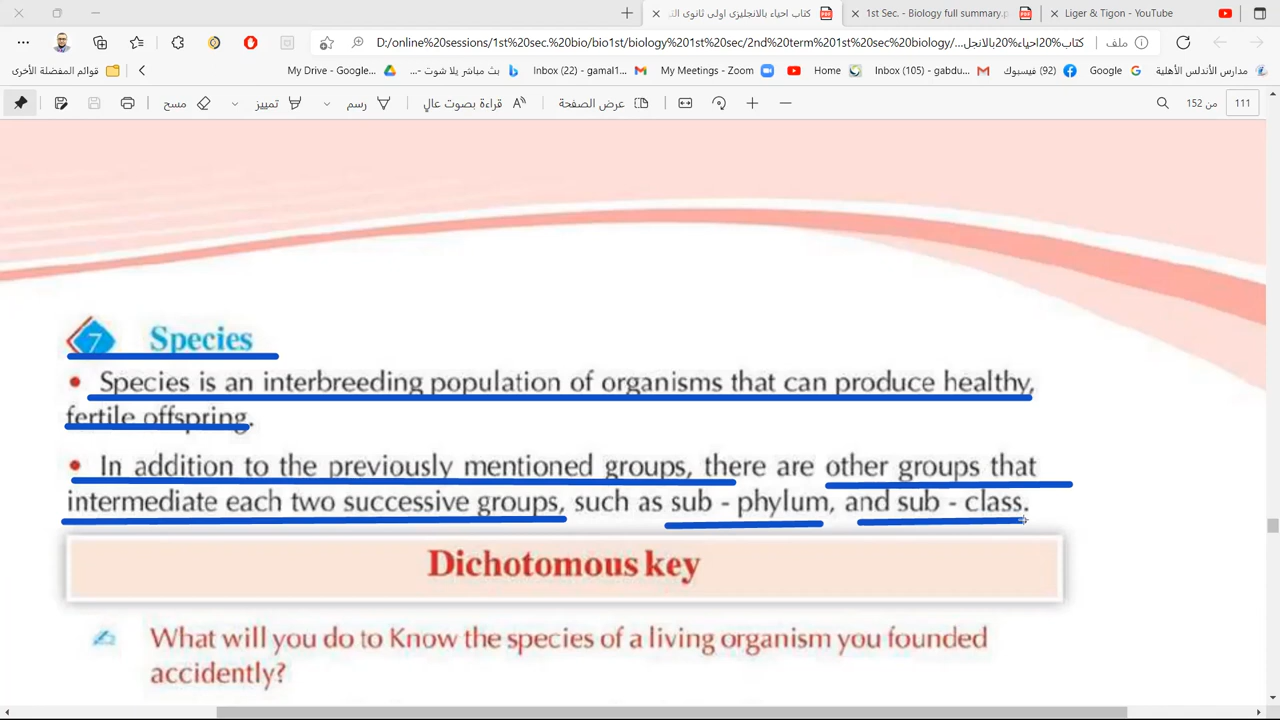 كتاب احياء بالانجليزى اولى ثانوى الت
1st Sec. - Biology full summary.p
Liger & Tigon - YouTube
D:/online%20sessions/1st%20sec.%20bio/bio1st/biology%201st%20sec/2nd%20term%201st%20sec%20biology/كتاب%20احياء%20بالانجل...
ملف
قوائم المفضلة الأخرى
My Drive - Google...
بث مباشر يلا شوت -...
Inbox (22) - gamal1...
My Meetings - Zoom
Home
Inbox (105) - gabdu...
(92) فيسبوك
Google
مدارس الأندلس الأهلية
مسح
تمييز
رسم
قراءة بصوت عالٍ
عرض الصفحة
من 152
111
7 Species
• Species is an interbreeding population of organisms that can produce healthy,
fertile offspring.
• In addition to the previously mentioned groups, there are other groups that
intermediate each two successive groups, such as sub - phylum, and sub - class.
Dichotomous key
What will you do to Know the species of a living organism you founded
accidently?